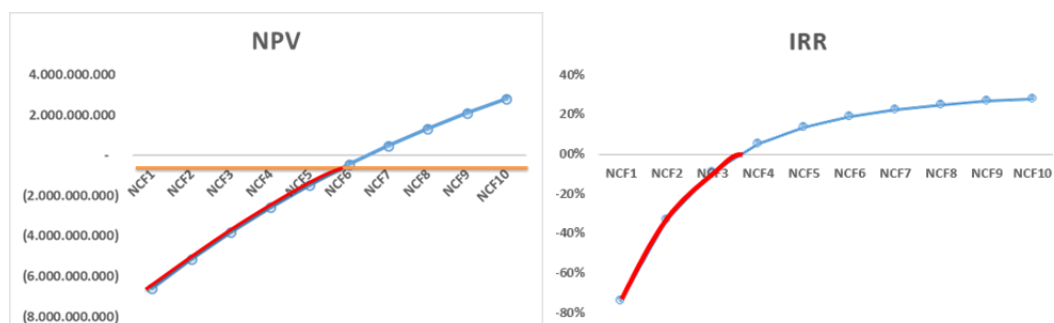 NPV
4.000.000.000
2.000.000.000
-
(2.000.000.000)
(4.000.000.000)
(6.000.000.000)
(8.000.000.000)
NCF1
NCF2
NCF3
NCF4
NCF5
NCF6
NCF7
NCF8
NCF9
NCF10
IRR
40%
20%
00%
-20%
-40%
-60%
-80%
NCF1 NCF2 NCF3 NCF4 NCF5 NCF6 NCF7 NCF8 NCF9 NCF10